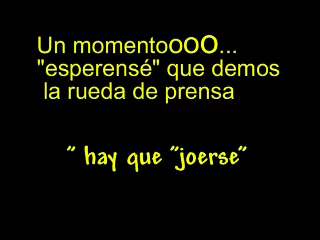 Un momentoooo...
"esperensé" que demos
la rueda de prensa
" hay que "joerse"